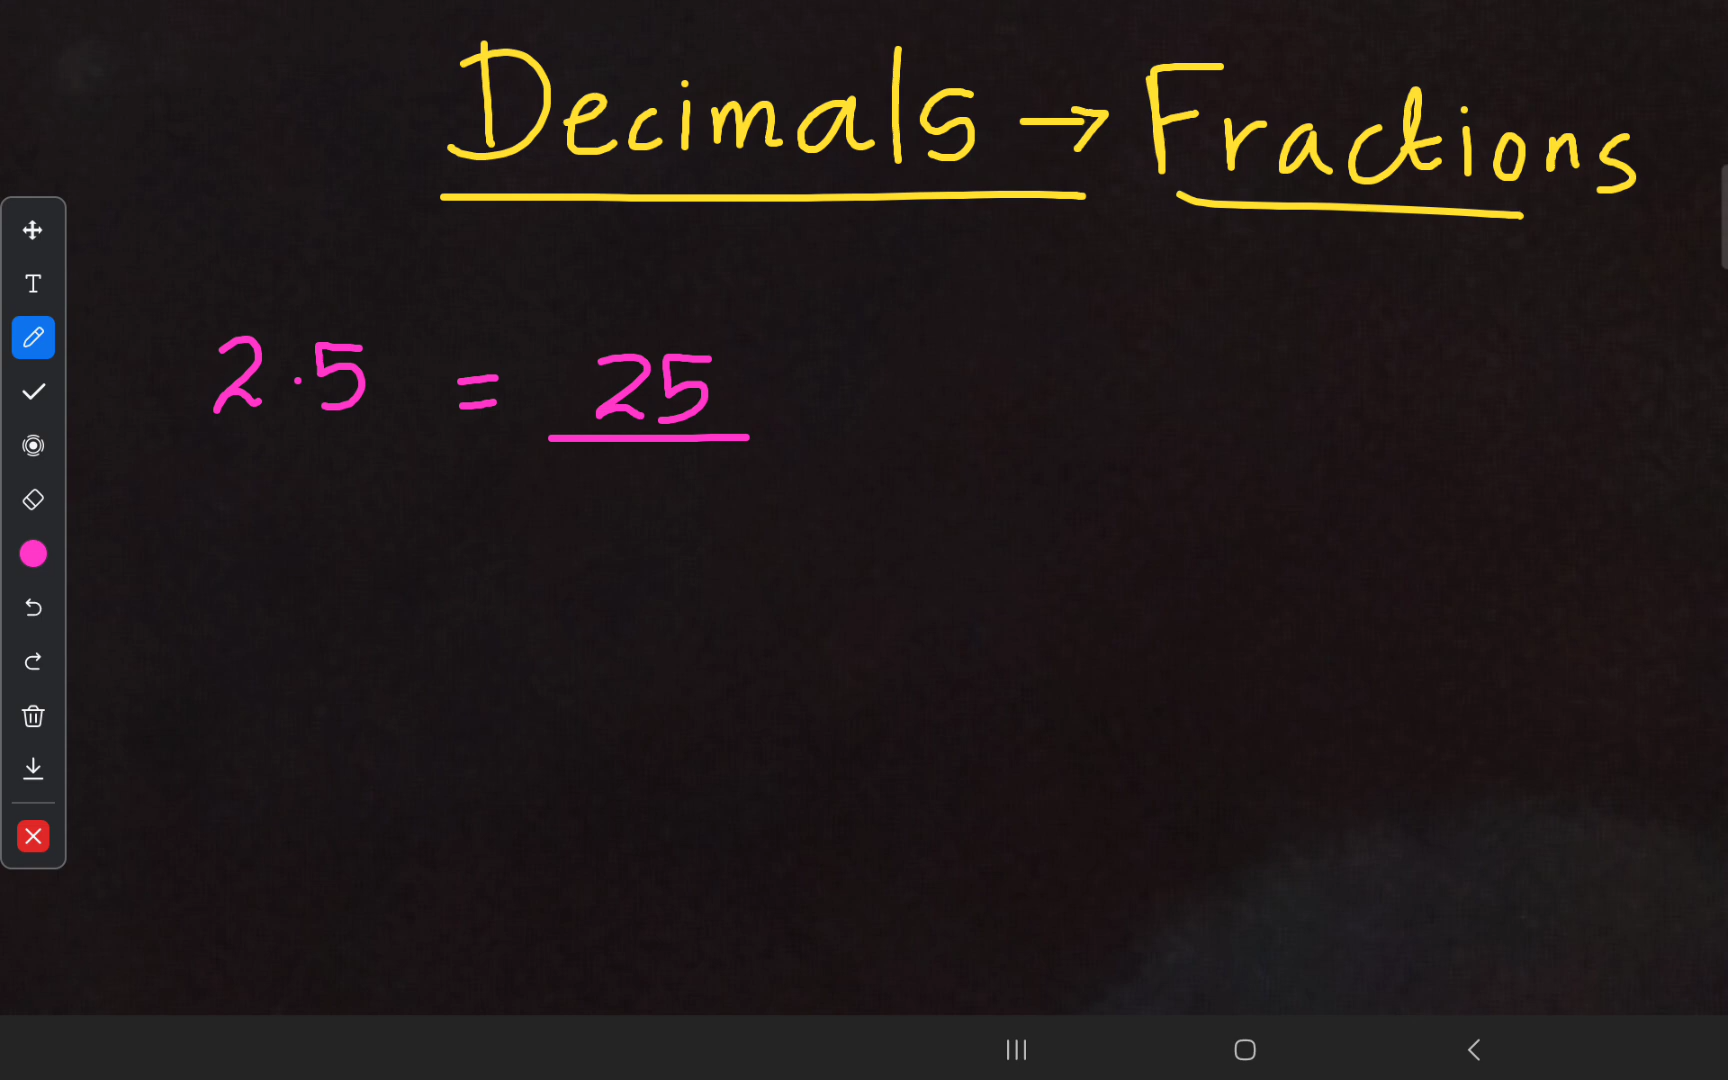 Decimals → Fractions
2.5 = 25